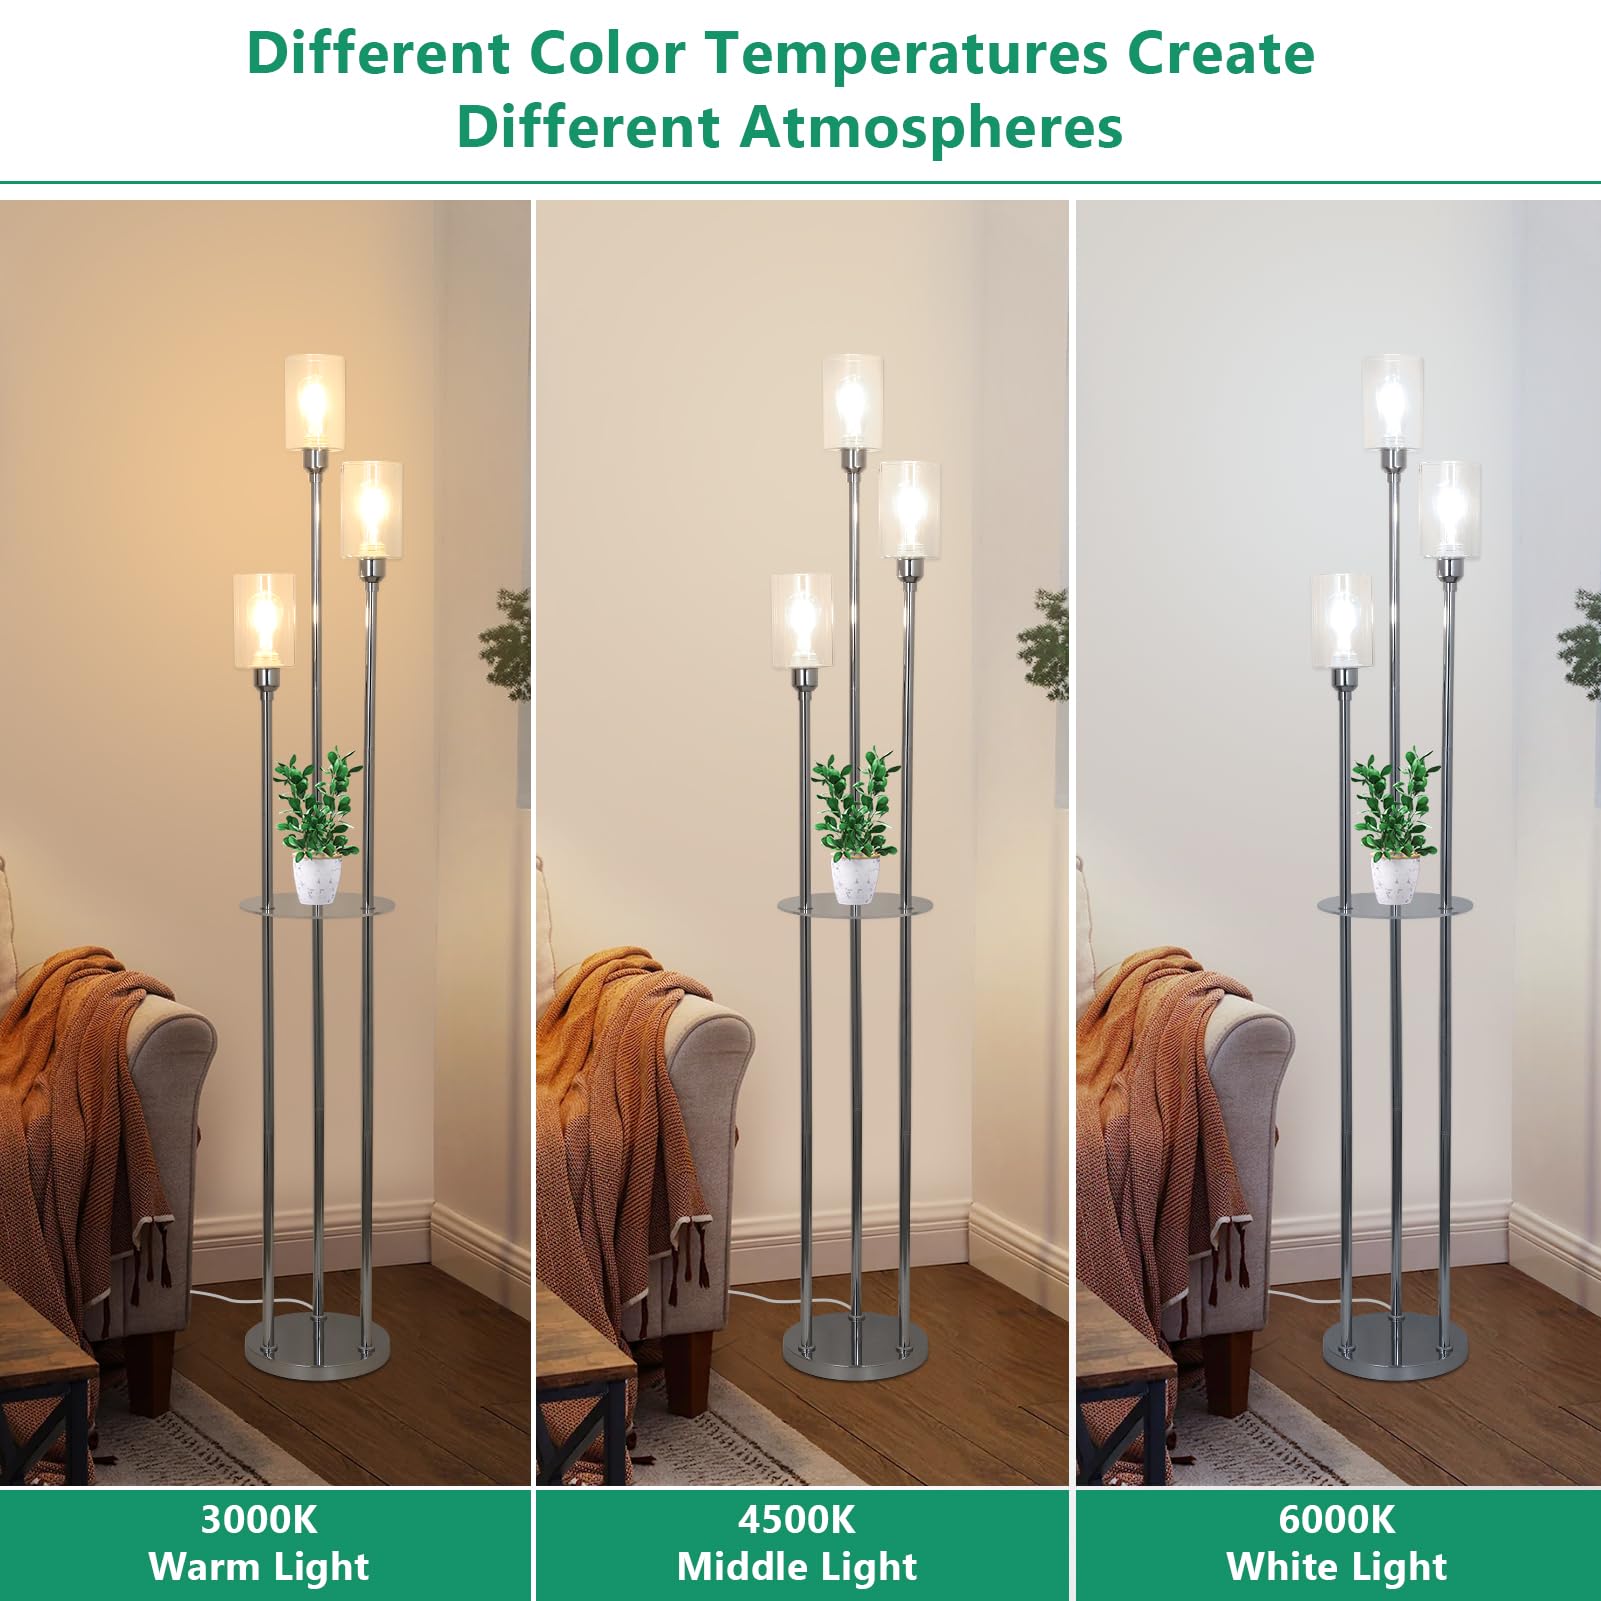 Different Color Temperatures Create
Different Atmospheres
3000K
Warm Light
4500K
Middle Light
6000K
White Light